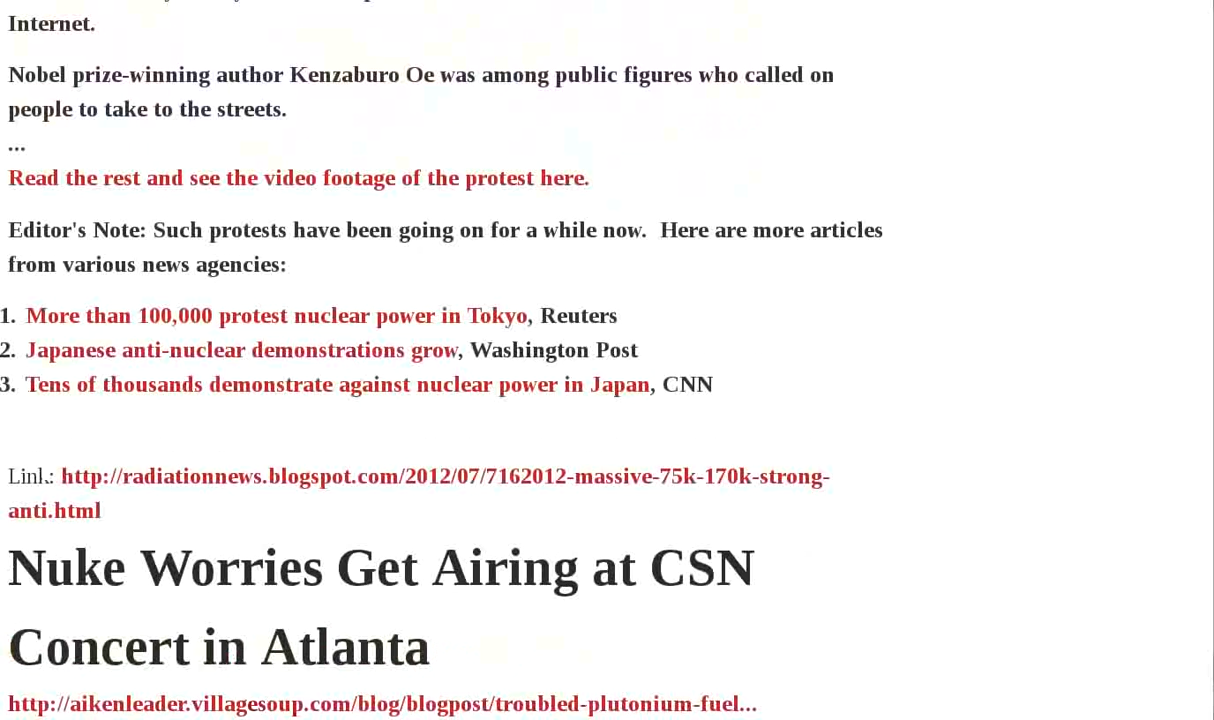 Internet.
Nobel prize-winning author Kenzaburo Oe was among public figures who called on
people to take to the streets.
...
Read the rest and see the video footage of the protest here.
Editor's Note: Such protests have been going on for a while now.  Here are more articles
from various news agencies:
1. More than 100,000 protest nuclear power in Tokyo, Reuters
2. Japanese anti-nuclear demonstrations grow, Washington Post
3. Tens of thousands demonstrate against nuclear power in Japan, CNN
Link: http://radiationnews.blogspot.com/2012/07/7162012-massive-75k-170k-strong-
anti.html
Nuke Worries Get Airing at CSN
Concert in Atlanta
http://aikenleader.villagesoup.com/blog/blogpost/troubled-plutonium-fuel...